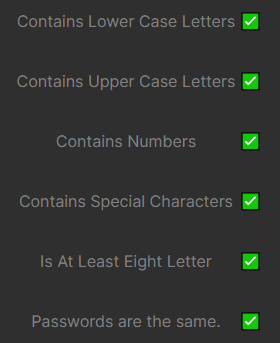 Contains Lower Case Letters
Contains Upper Case Letters
Contains Numbers
Contains Special Characters
Is At Least Eight Letter
Passwords are the same.